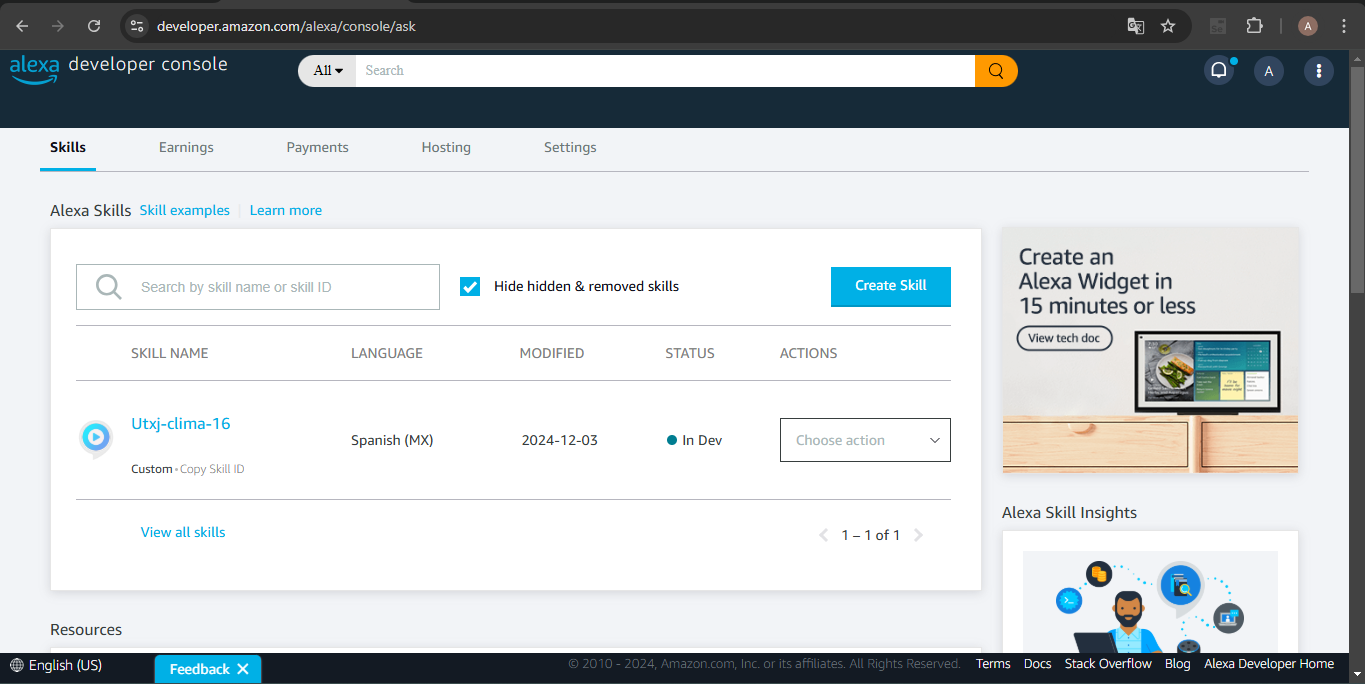 developer.amazon.com/alexa/console/ask
A
alexa developer console
All
Search
A
Skills
Earnings
Payments
Hosting
Settings
Alexa Skills
Skill examples
Learn more
Search by skill name or skill ID
Hide hidden & removed skills
Create Skill
SKILL NAME
LANGUAGE
MODIFIED
STATUS
ACTIONS
Utxj-clima-16
Spanish (MX)
2024-12-03
In Dev
Choose action
Custom • Copy Skill ID
View all skills
1 – 1 of 1
Create an
Alexa Widget in
15 minutes or less
View tech doc
Alexa Skill Insights
Resources
English (US)
Feedback
© 2010 - 2024, Amazon.com, Inc. or its affiliates. All Rights Reserved.
Terms
Docs
Stack Overflow
Blog
Alexa Developer Home